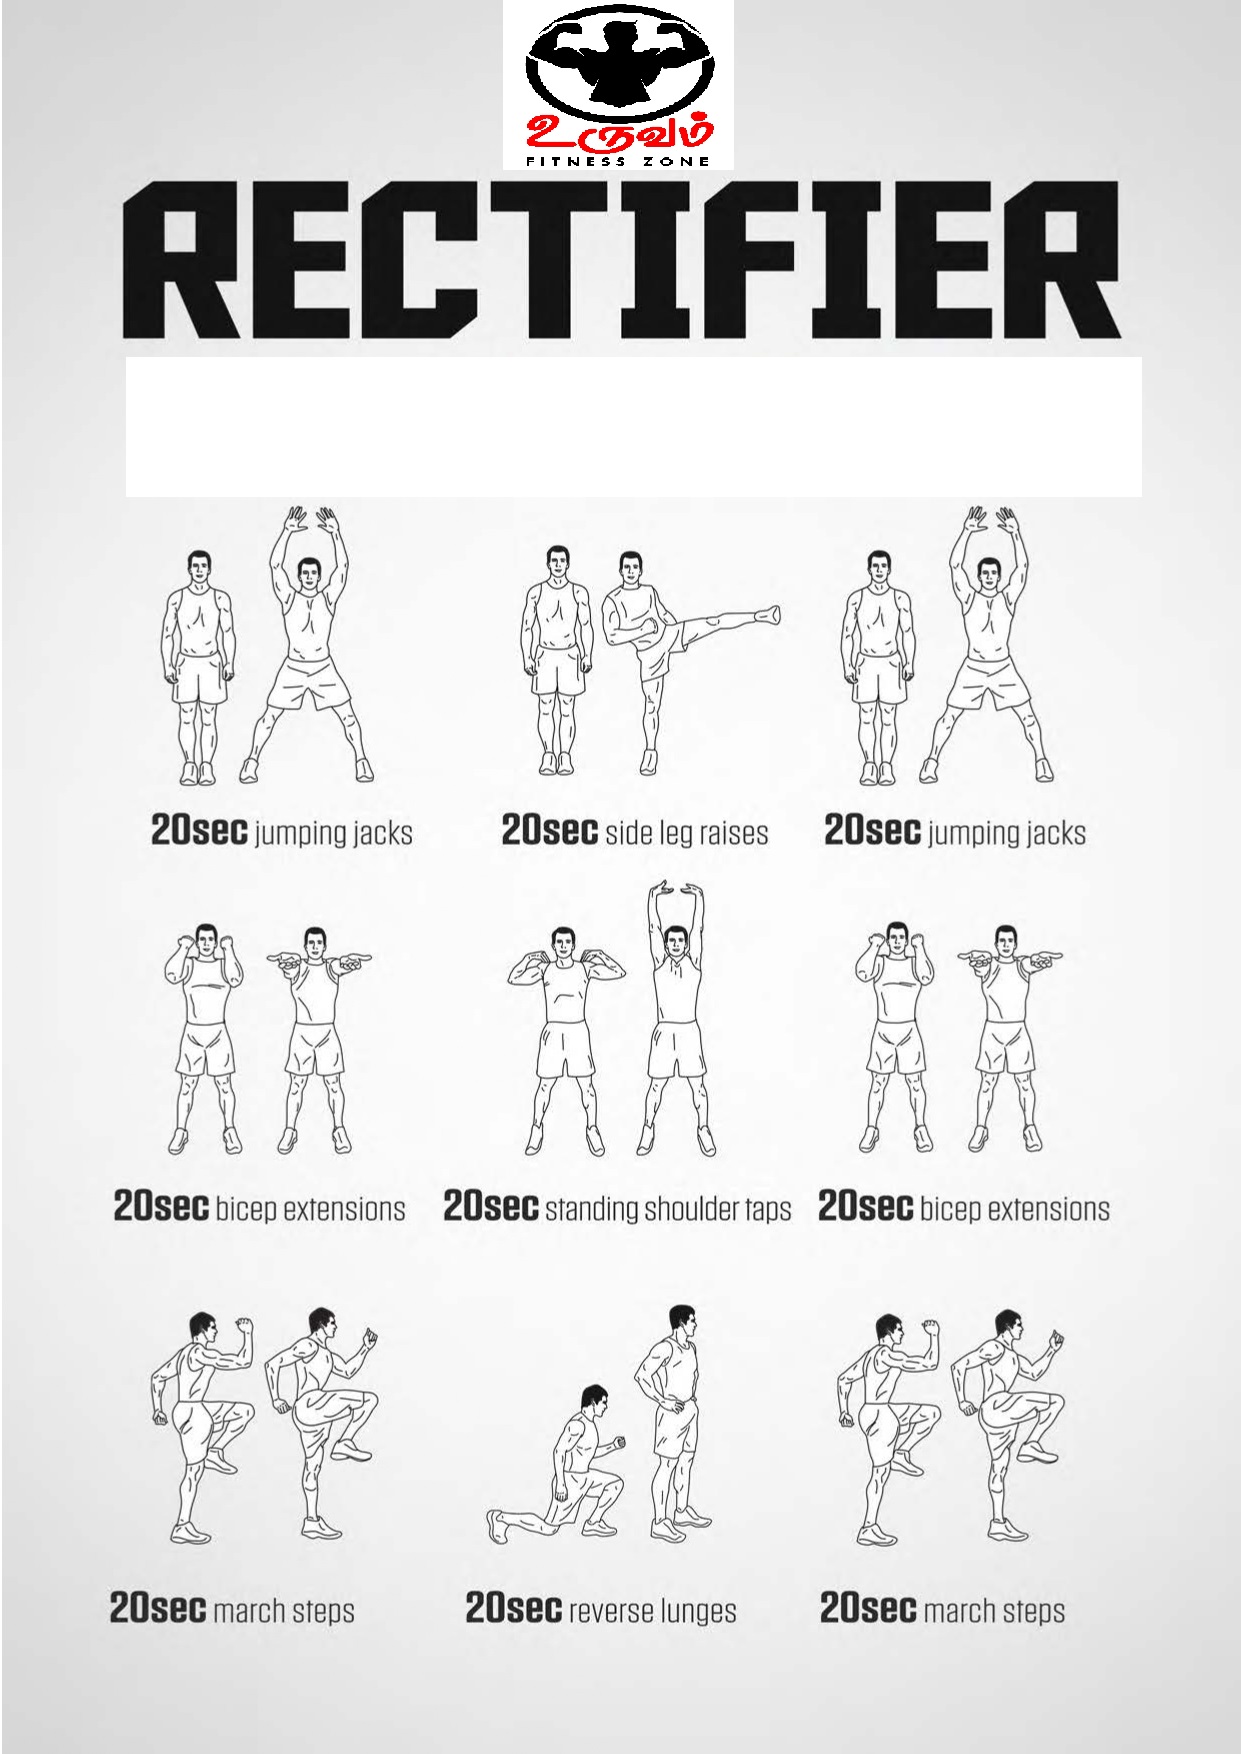 உருவம்
FITNESS ZONE
RECTIFIER
20sec jumping jacks
20sec side leg raises
20sec jumping jacks
20sec bicep extensions
20sec standing shoulder taps
20sec bicep extensions
20sec march steps
20sec reverse lunges
20sec march steps